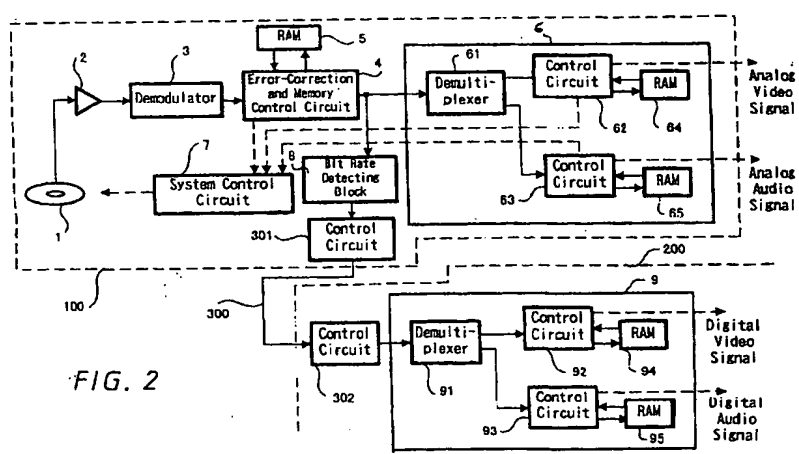 RAM
5
2
3
4
6
61
Control
Circuit
RAM
62
64
Analog
Video
Signal
Demodulator
Error-Correction
and Memory
Control Circuit
Demulti-
plexer
7
8
System Control
Circuit
Bit Rate
Detecting
Block
Control
Circuit
RAM
63
65
Analog
Audio
Signal
1
301
Control
Circuit
100
300
200
9
Control
Circuit
302
Demulti-
plexer
91
Control
Circuit
92
RAM
94
Digital
Video
Signal
Control
Circuit
93
RAM
95
Digital
Audio
Signal
FIG. 2